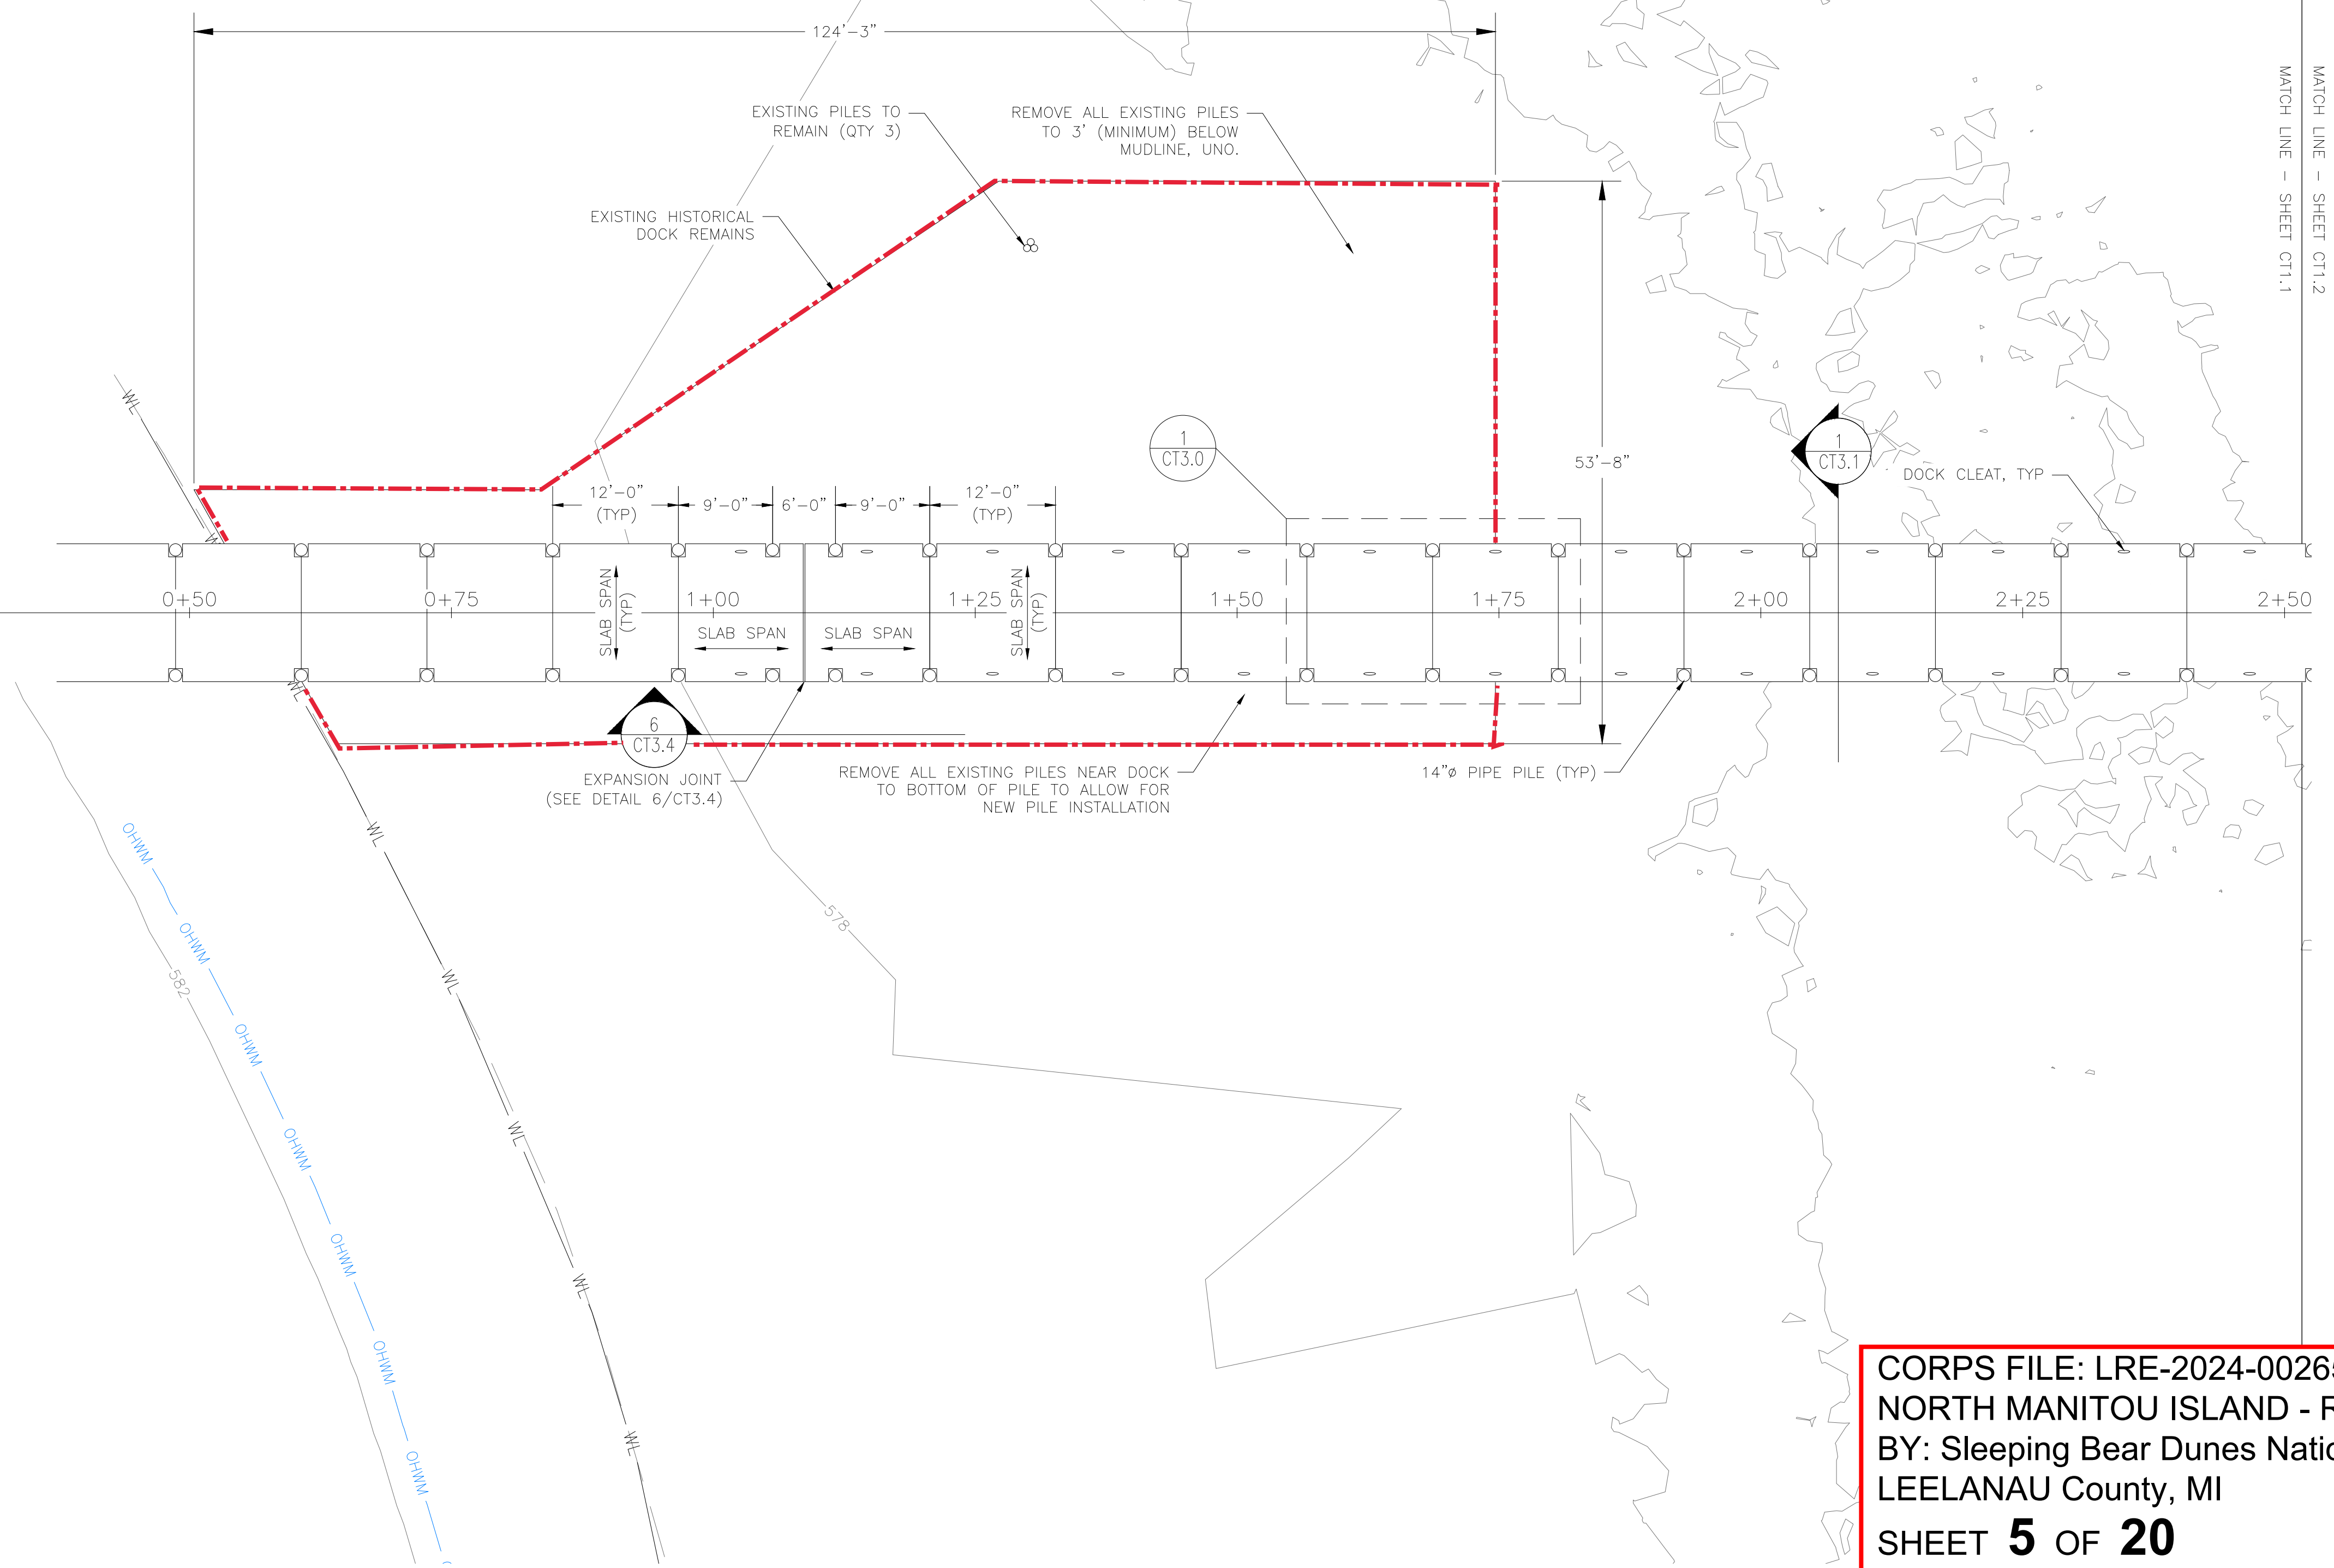 124'-3"
EXISTING PILES TO
REMAIN (QTY 3)
REMOVE ALL EXISTING PILES
TO 3' (MINIMUM) BELOW
MUDLINE, UNO.
MATCH LINE - SHEET CT1.2
MATCH LINE - SHEET CT1.1
EXISTING HISTORICAL
DOCK REMAINS
WL
1
CT3.0
53'-8"
1
CT3.1
DOCK CLEAT, TYP
12'-0"
(TYP)
9'-0"
6'-0"
9'-0"
12'-0"
(TYP)
0+50
0+75
1+00
1+25
1+50
1+75
2+00
2+25
2+50
SLAB SPAN
(TYP)
SLAB SPAN
SLAB SPAN
SLAB SPAN
(TYP)
WL
6
CT3.4
EXPANSION JOINT
(SEE DETAIL 6/CT3.4)
REMOVE ALL EXISTING PILES NEAR DOCK
TO BOTTOM OF PILE TO ALLOW FOR
NEW PILE INSTALLATION
14"ø PIPE PILE (TYP)
OHWM
WL
578
OHWM
582
WL
OHWM
OHWM
WL
OHWM
WL
OHWM
WL
OHWM
CORPS FILE: LRE-2024-0026
NORTH MANITOU ISLAND -
BY: Sleeping Bear Dunes
LEELANAU County, MI
SHEET 5 OF 20